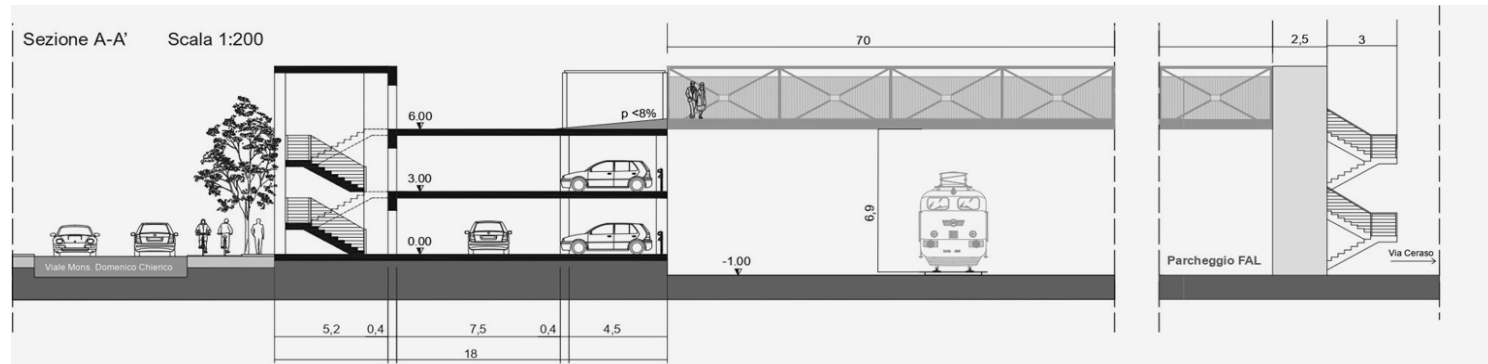 Sezione A-A' Scala 1:200
70
2,5
3
p <8%
6.00
3.00
0.00
6,9
-1.00
Viale Mons. Domenico Chierico
Parcheggio FAL
Via Ceraso
5,2
0,4
7,5
0,4
4,5
18